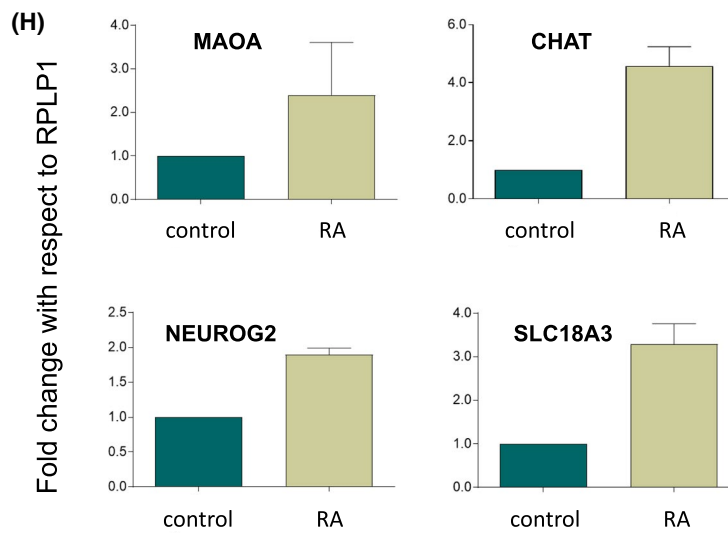 (H)
Fold change with respect to RPLP1
MAOA
4.0
3.0
2.0
1.0
0.0
control RA
CHAT
6.0
4.0
2.0
0.0
control RA
NEUROG2
2.5
2.0
1.5
1.0
0.5
0.0
control RA
SLC18A3
4.0
3.0
2.0
1.0
0.0
control RA